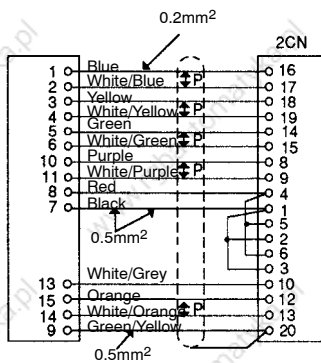 0.2mm²
2CN
1 Blue 16
2 White/Blue P 17
3 Yellow 18
4 White/Yellow P 19
5 Green 14
6 White/Green P 15
10 Purple 8
11 White/Purple P 9
8 Red 4
7 Black 1
5
0.5mm² 2
6
3
13 White/Grey 10
15 Orange 12
14 White/Orange P 13
9 Green/Yellow 20
0.5mm²